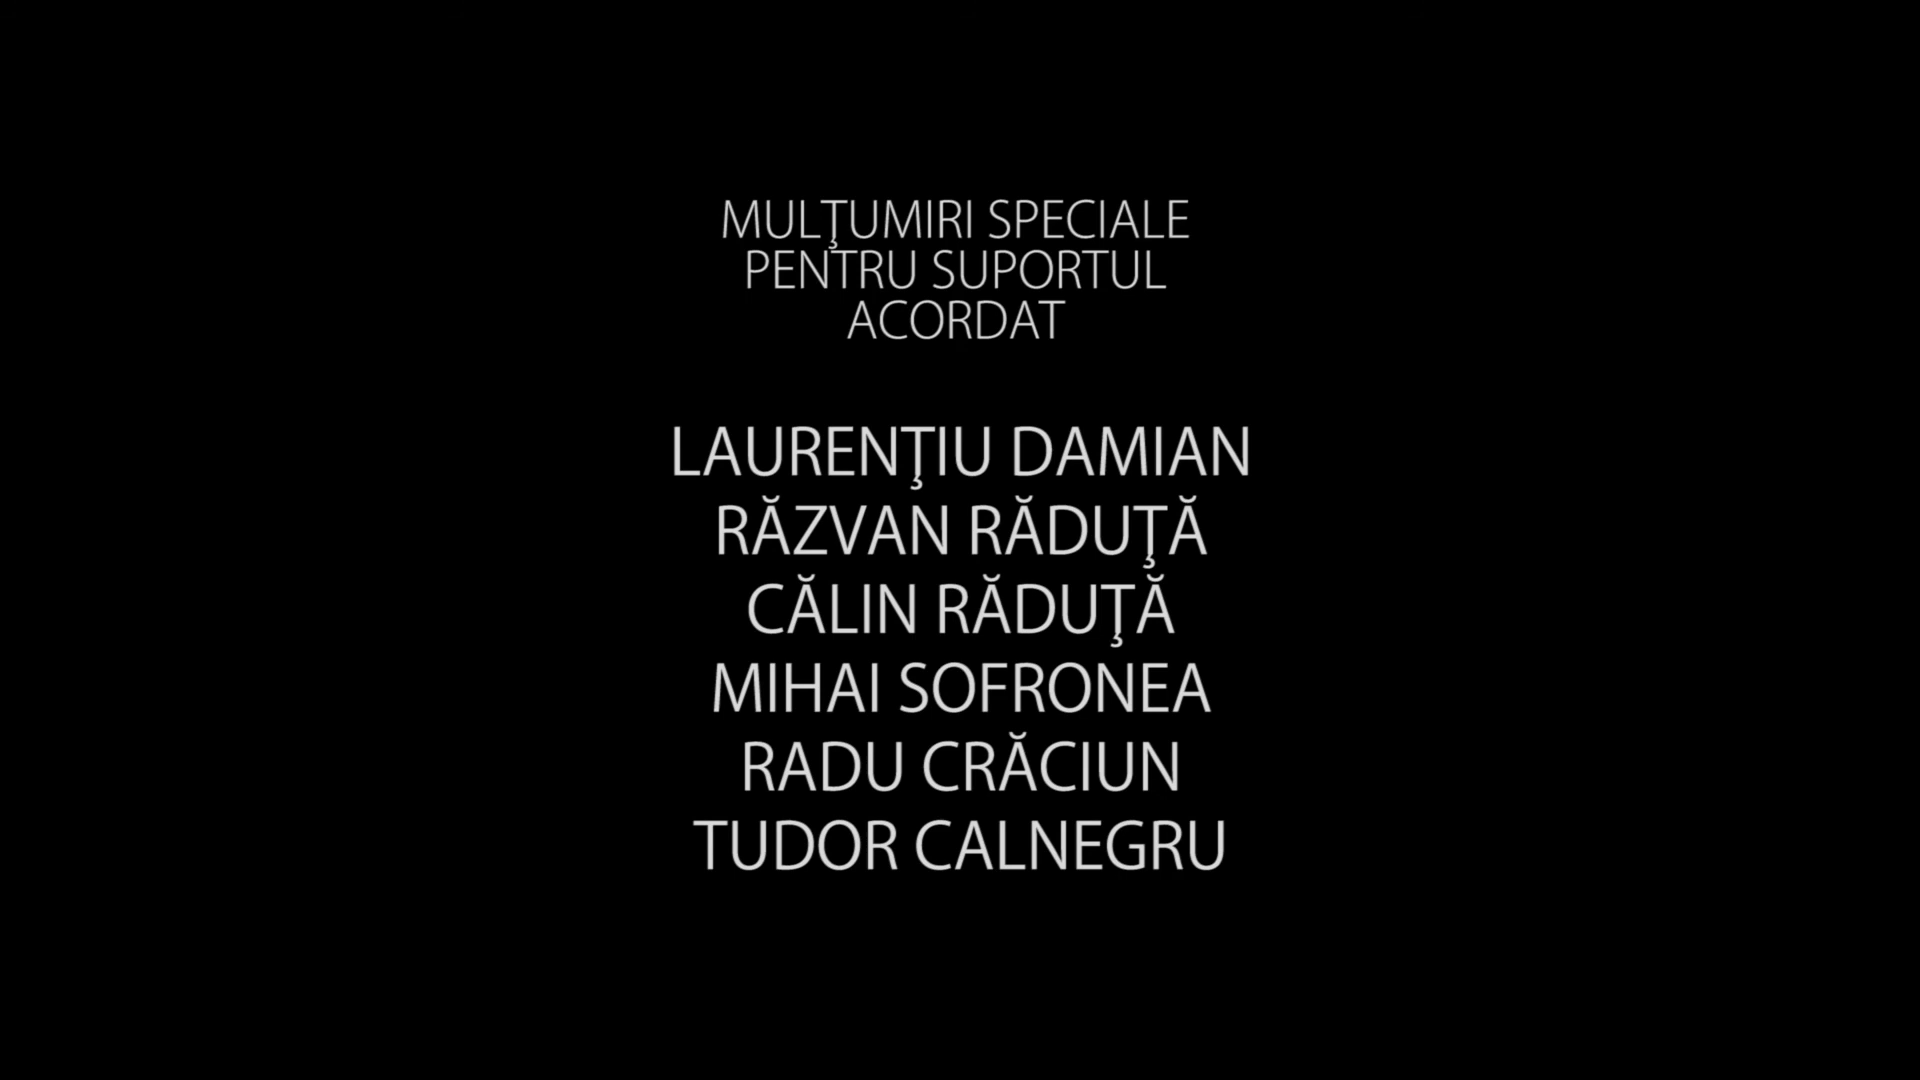 MULŢUMIRI SPECIALE
PENTRU SUPORTUL
ACORDAT
LAURENŢIU DAMIAN
RĂZVAN RĂDUŢĂ
CĂLIN RĂDUŢĂ
MIHAI SOFRONEA
RADU CRĂCIUN
TUDOR CALNEGRU